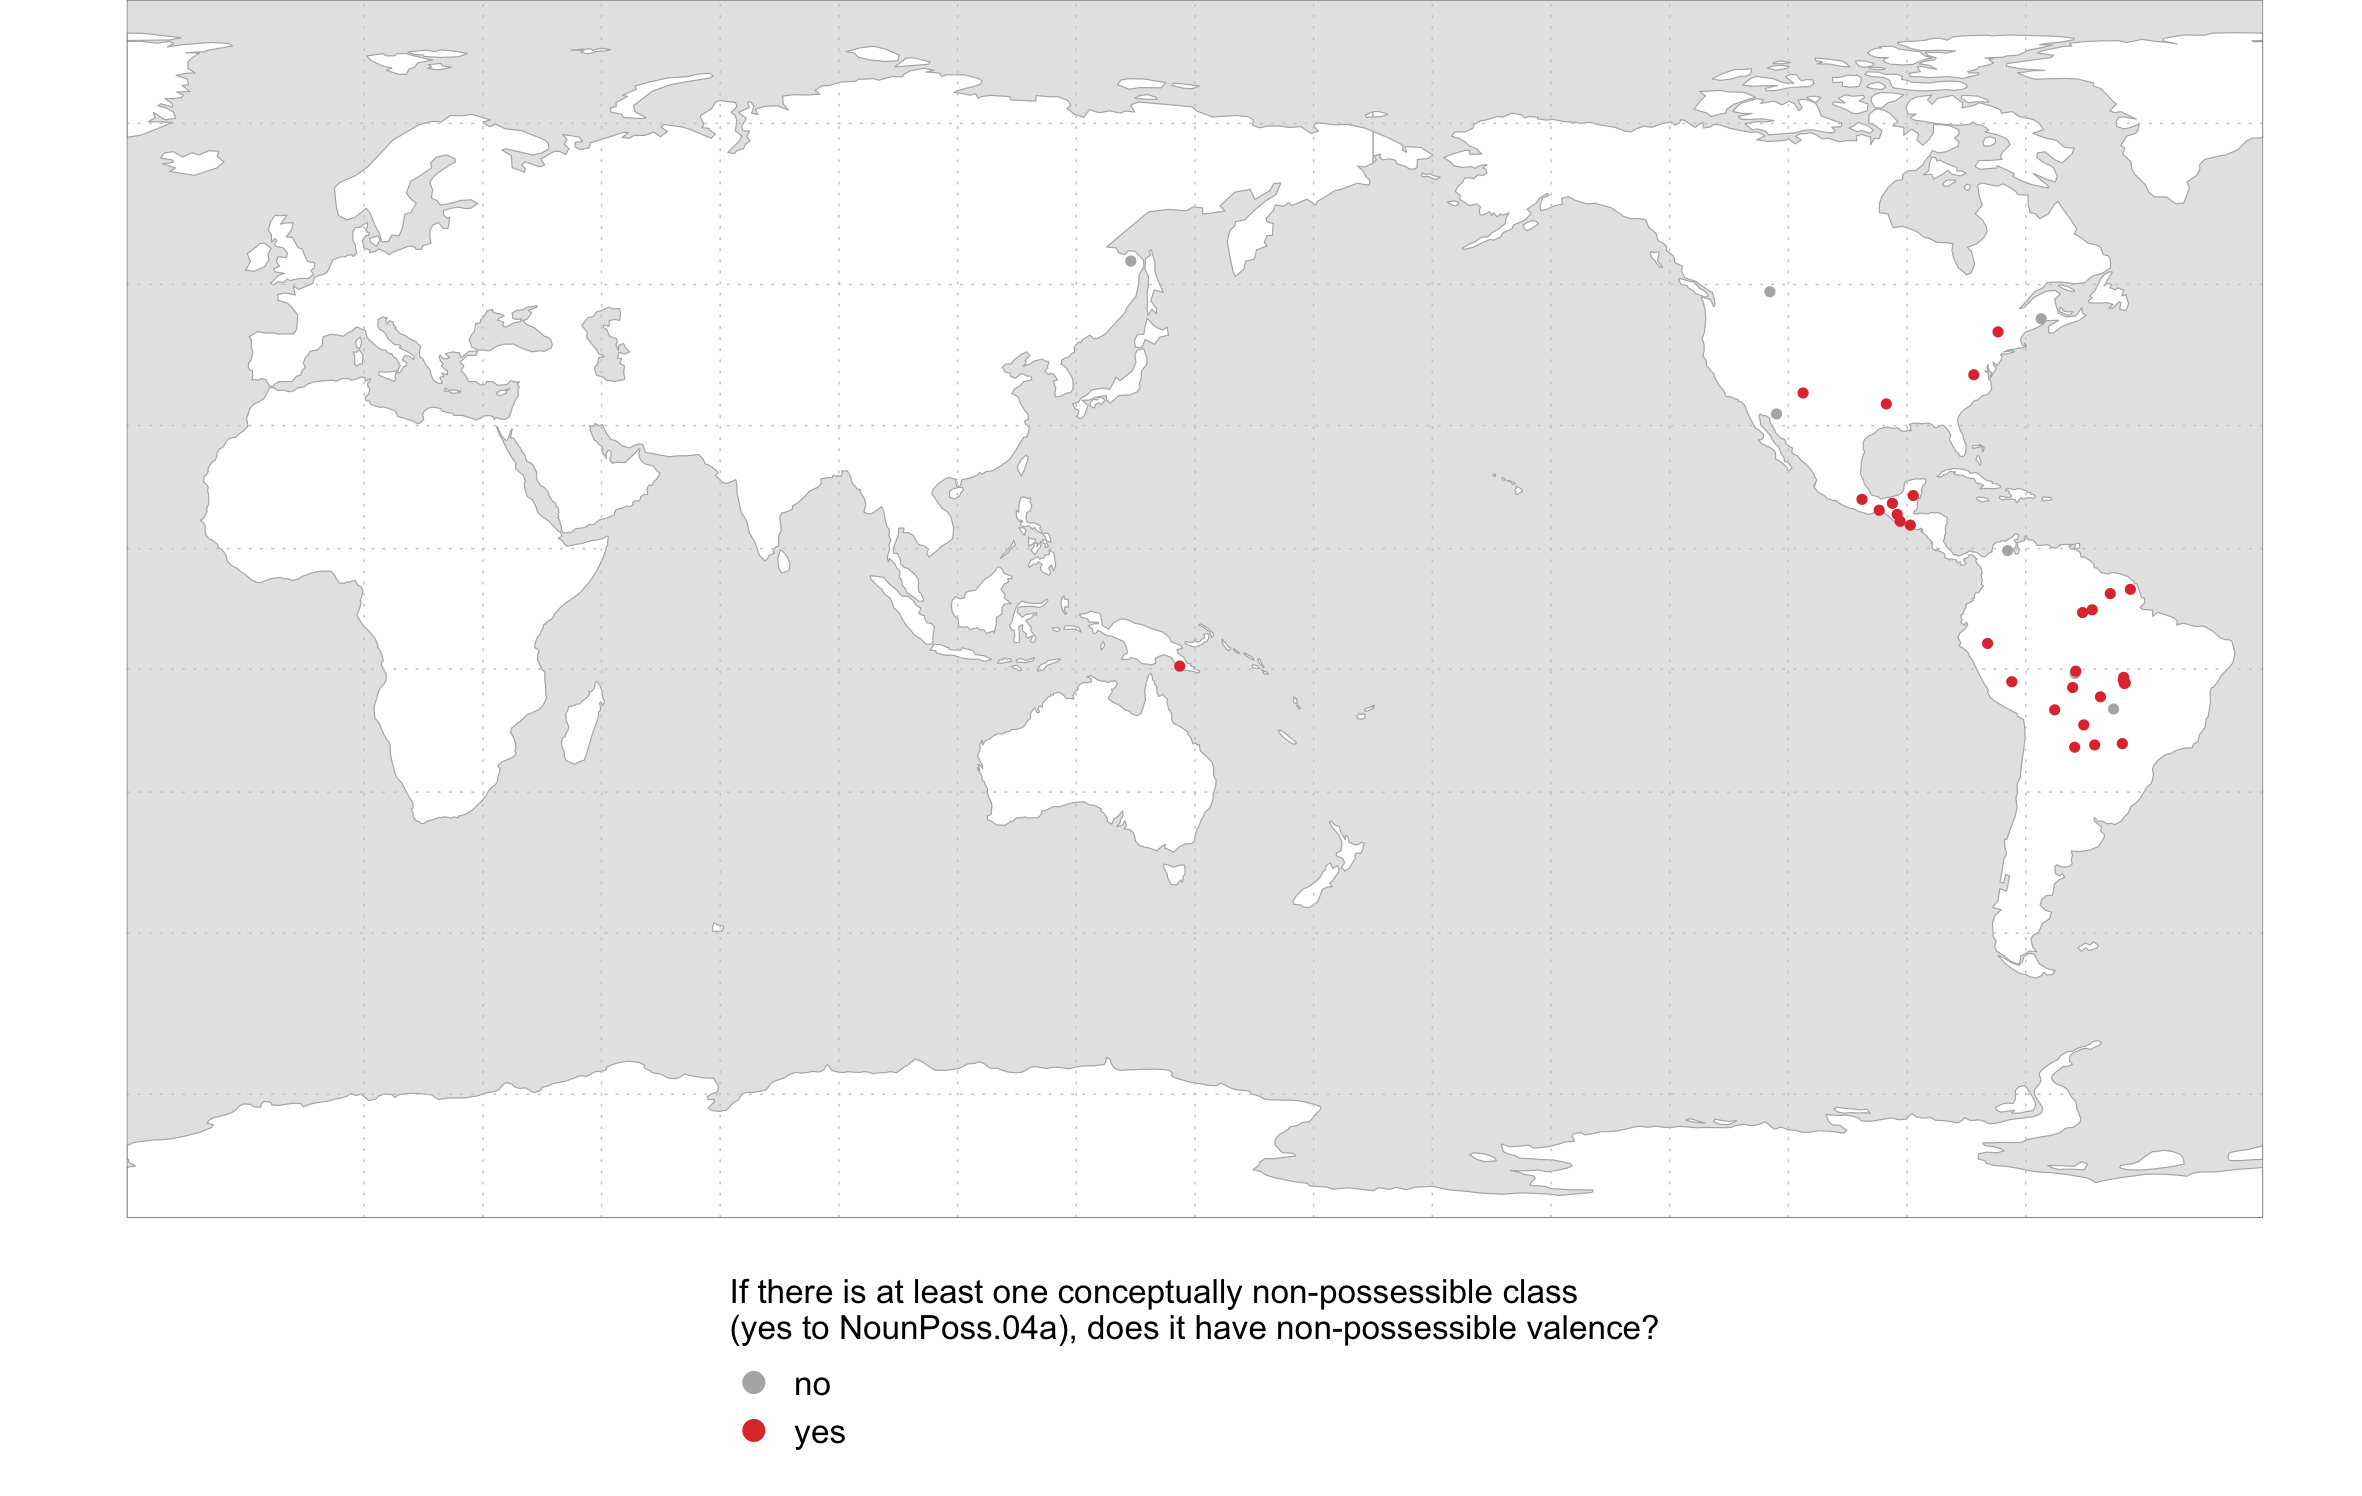 If there is at least one conceptually non-possessible class
(yes to NounPoss.04a), does it have non-possessible valence?
no
yes